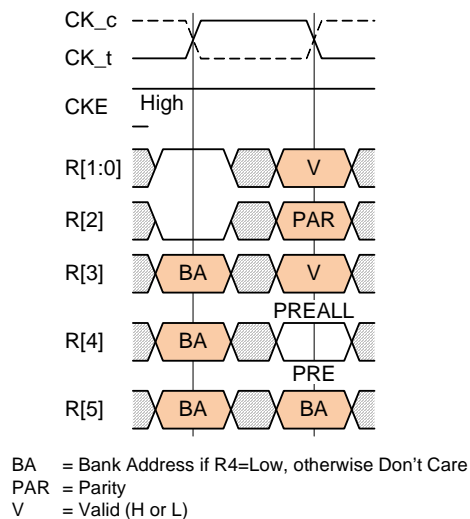 CK_c
CK_t
CKE High
R[1:0] V
R[2] PAR
R[3] BA V
PREALL
R[4] BA
PRE
R[5] BA BA
BA = Bank Address if R4=Low, otherwise Don't Care
PAR = Parity
V = Valid (H or L)